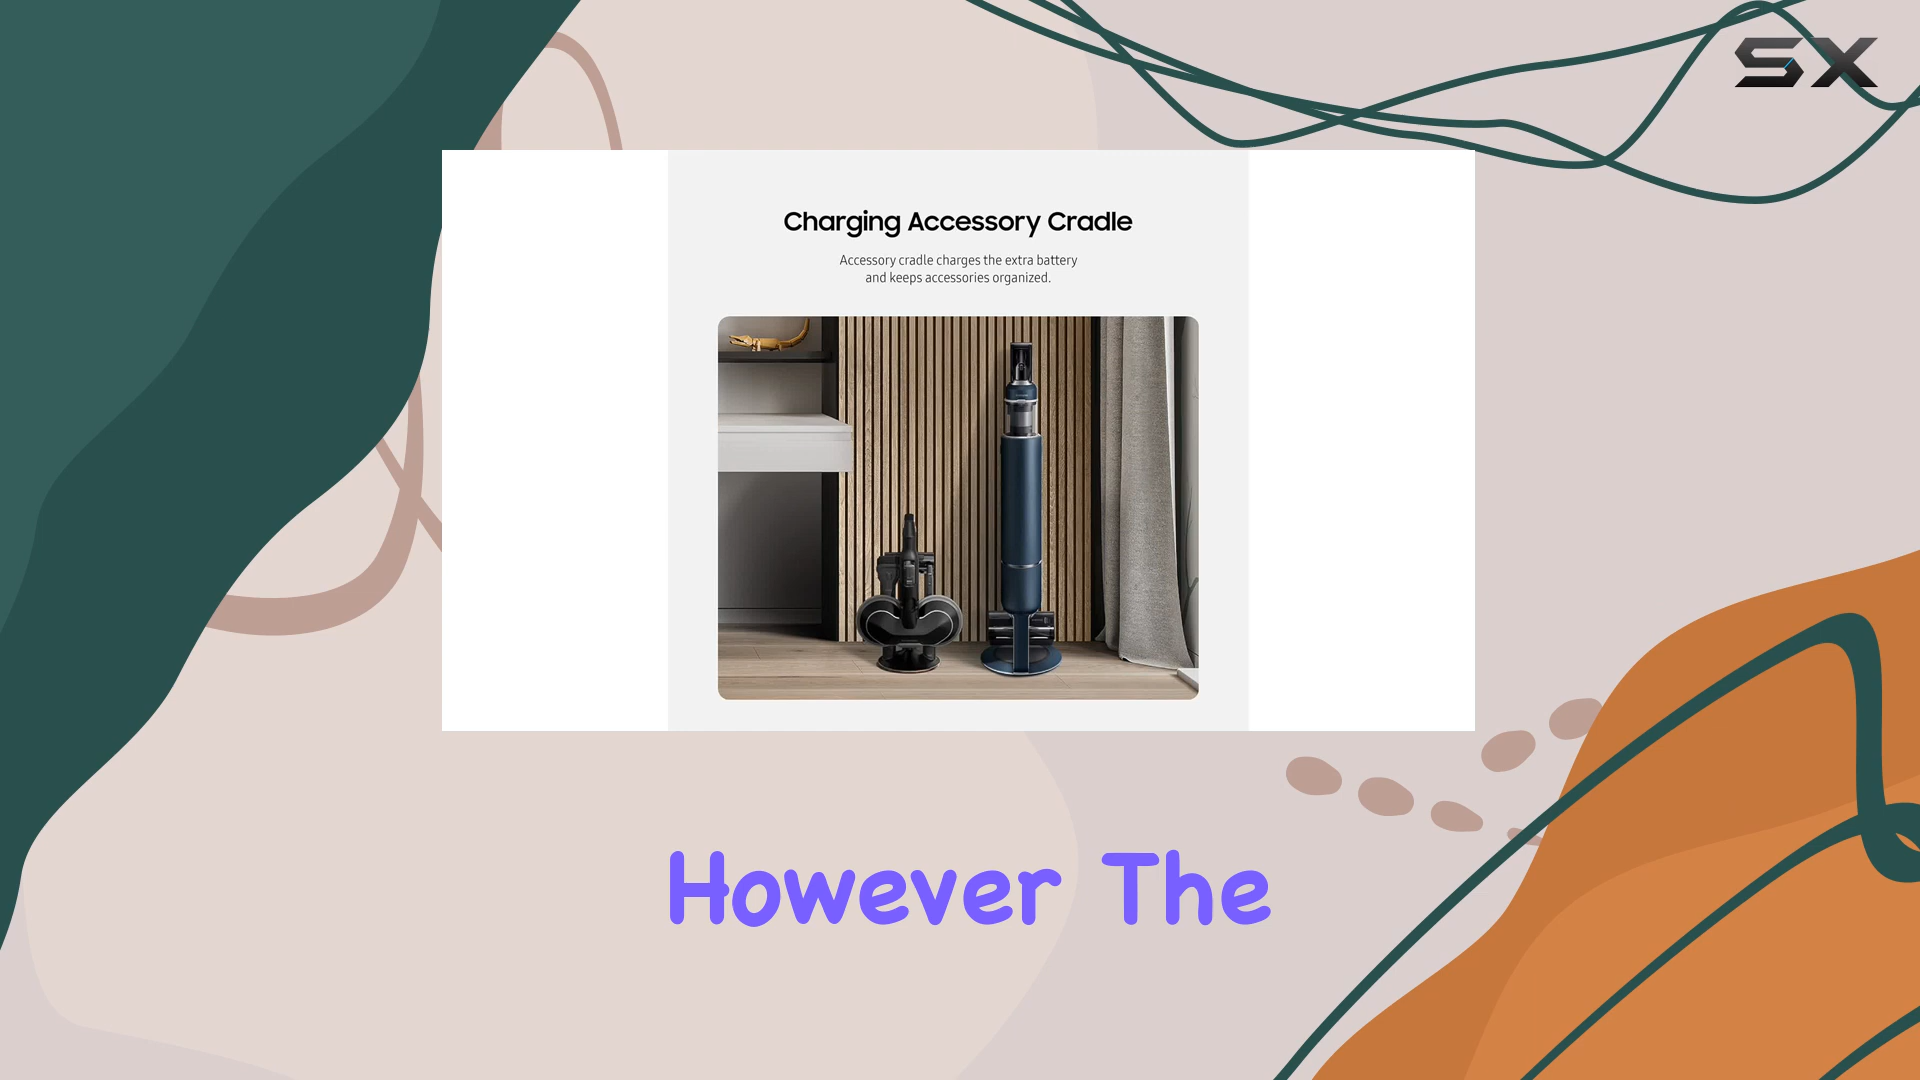 SX
Charging Accessory Cradle
Accessory cradle charges the extra battery
and keeps accessories organized.
However The